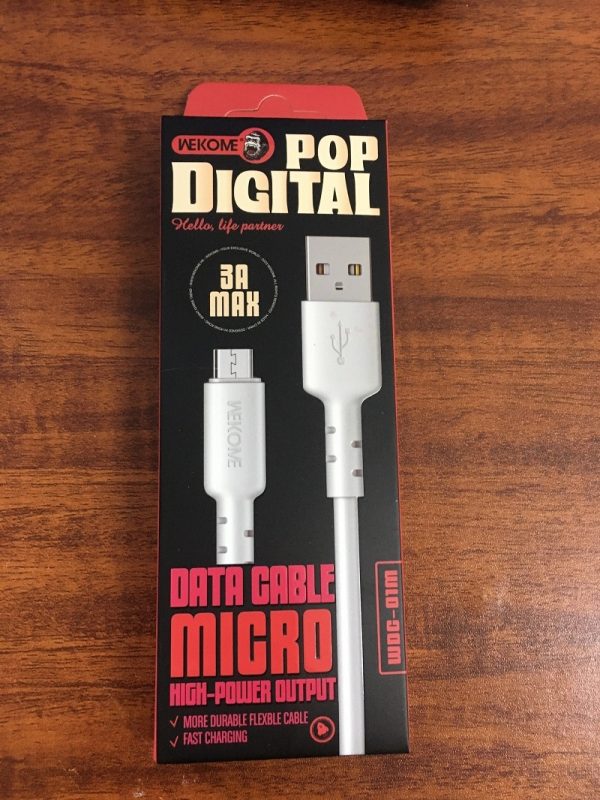 WEKOME
POP
DIGITAL
Hello, life partner
3A
MAX
WEKOME
DATA CABLE
MICRO
HIGH-POWER OUTPUT
WDC-01M
✓ MORE DURABLE FLEXBLE CABLE
✓ FAST CHARGING